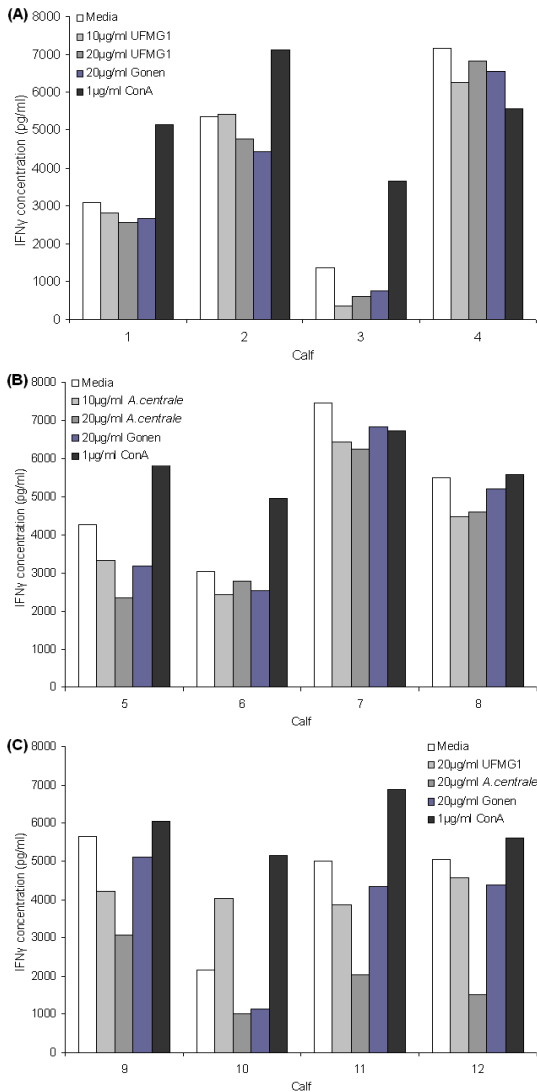 (A)
Media
10µg/ml UFMG1
20µg/ml UFMG1
20µg/ml Gonen
1µg/ml ConA
IFNγ concentration (pg/ml)
8000
7000
6000
5000
4000
3000
2000
1000
0
1 2 3 4
Calf
(B)
Media
10µg/ml A.centrale
20µg/ml A.centrale
20µg/ml Gonen
1µg/ml ConA
IFNγ concentration (pg/ml)
8000
7000
6000
5000
4000
3000
2000
1000
0
5 6 7 8
Calf
(C)
Media
20µg/ml UFMG1
20µg/ml A.centrale
20µg/ml Gonen
1µg/ml ConA
IFNγ concentration (pg/ml)
8000
7000
6000
5000
4000
3000
2000
1000
0
9 10 11 12
Calf